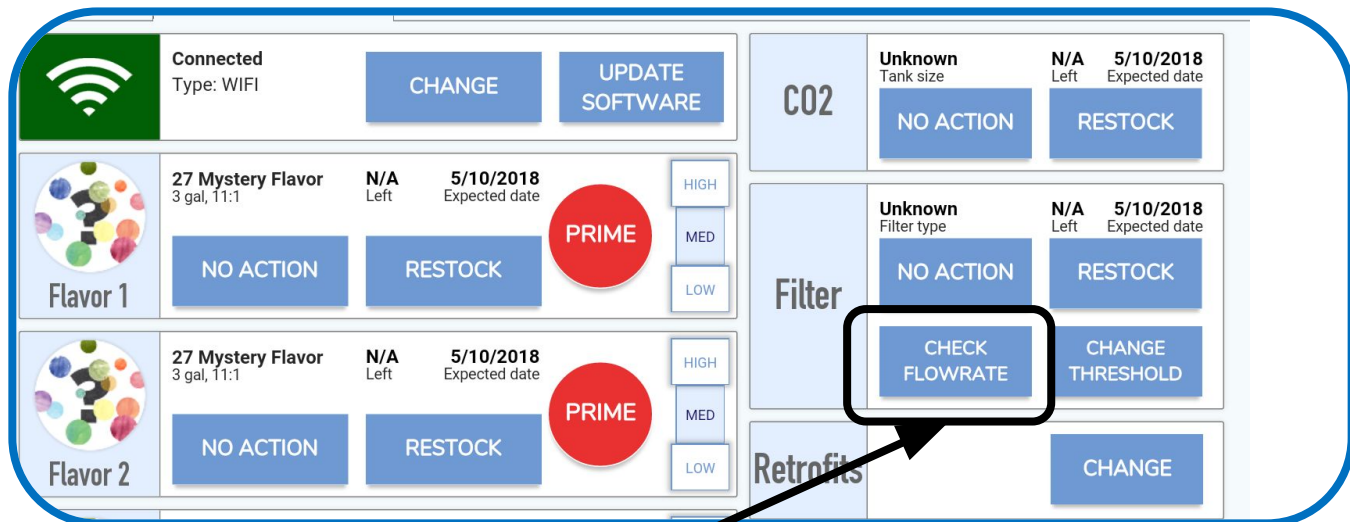 Connected
Type: WIFI
CHANGE
UPDATE
SOFTWARE
27 Mystery Flavor
3 gal, 11:1
N/A
Left
5/10/2018
Expected date
NO ACTION
RESTOCK
PRIME
HIGH
MED
LOW
Flavor 1
27 Mystery Flavor
3 gal, 11:1
N/A
Left
5/10/2018
Expected date
NO ACTION
RESTOCK
PRIME
HIGH
MED
LOW
Flavor 2
CO2
Unknown
Tank size
N/A
Left
5/10/2018
Expected date
NO ACTION
RESTOCK
Filter
Unknown
Filter type
N/A
Left
5/10/2018
Expected date
NO ACTION
RESTOCK
CHECK
FLOWRATE
CHANGE
THRESHOLD
Retrofits
CHANGE